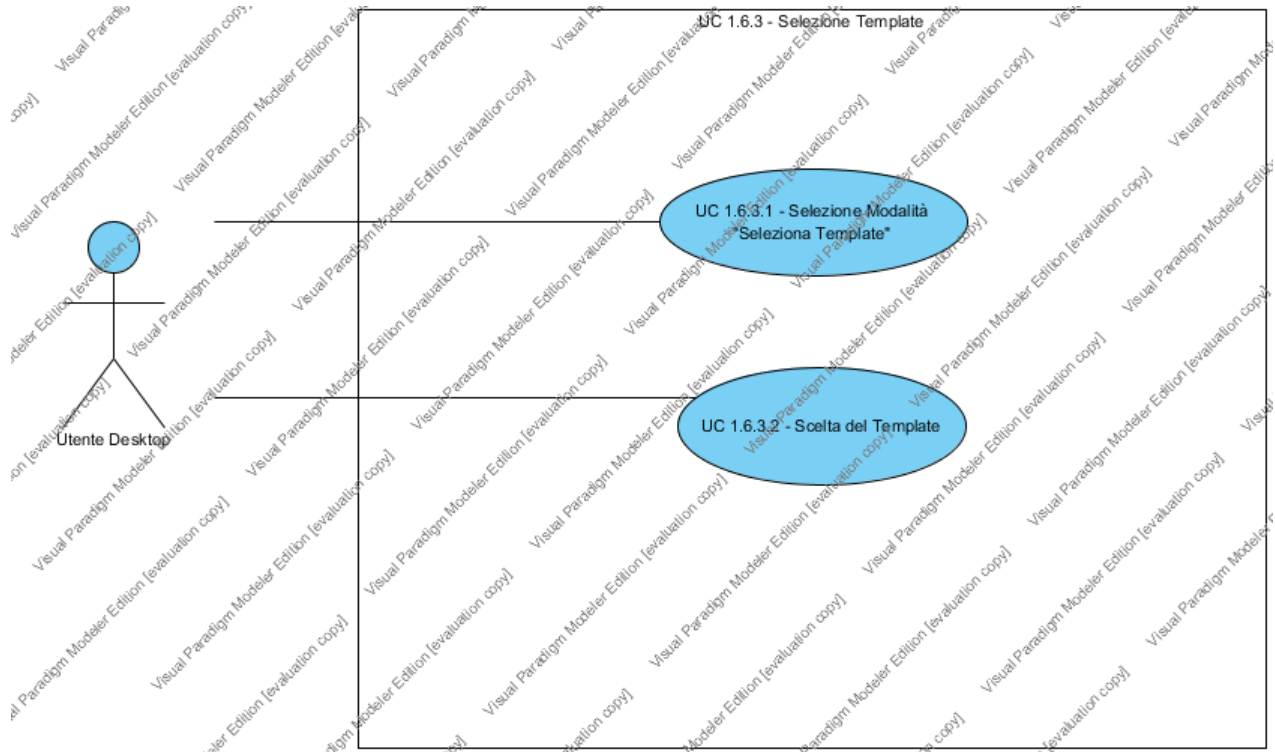 UC 1.6.3 - Selezione Template
UC 1.6.3.1 - Selezione Modalità
"Seleziona Template"
Utente Desktop
UC 1.6.3.2 - Scelta del Template
Visual Paradigm Modeler Edition [evaluation copy]